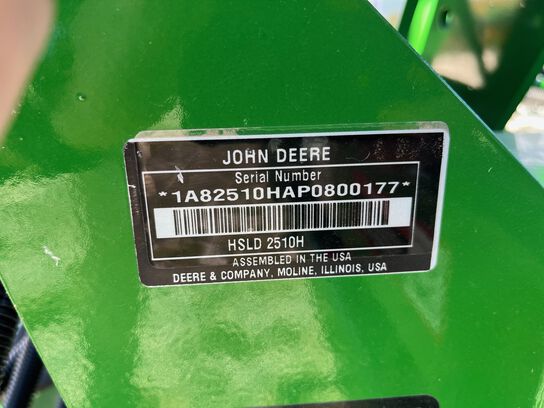 JOHN DEERE
Serial Number
*1A82510HAP0800177*
HSLD 2510H
ASSEMBLED IN THE USA
DEERE & COMPANY, MOLINE, ILLINOIS, USA